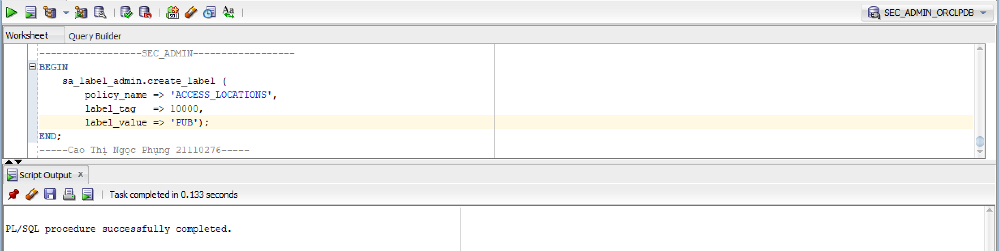 SEC_ADMIN_ORCLPDB
Worksheet
Query Builder
------------------SEC_ADMIN------------------
BEGIN
    sa_label_admin.create_label (
        policy_name => 'ACCESS_LOCATIONS',
        label_tag   => 10000,
        label_value => 'PUB');
END;
-----Cao Thị Ngọc Phụng 21110276-----
Script Output x
Task completed in 0.133 seconds
PL/SQL procedure successfully completed.